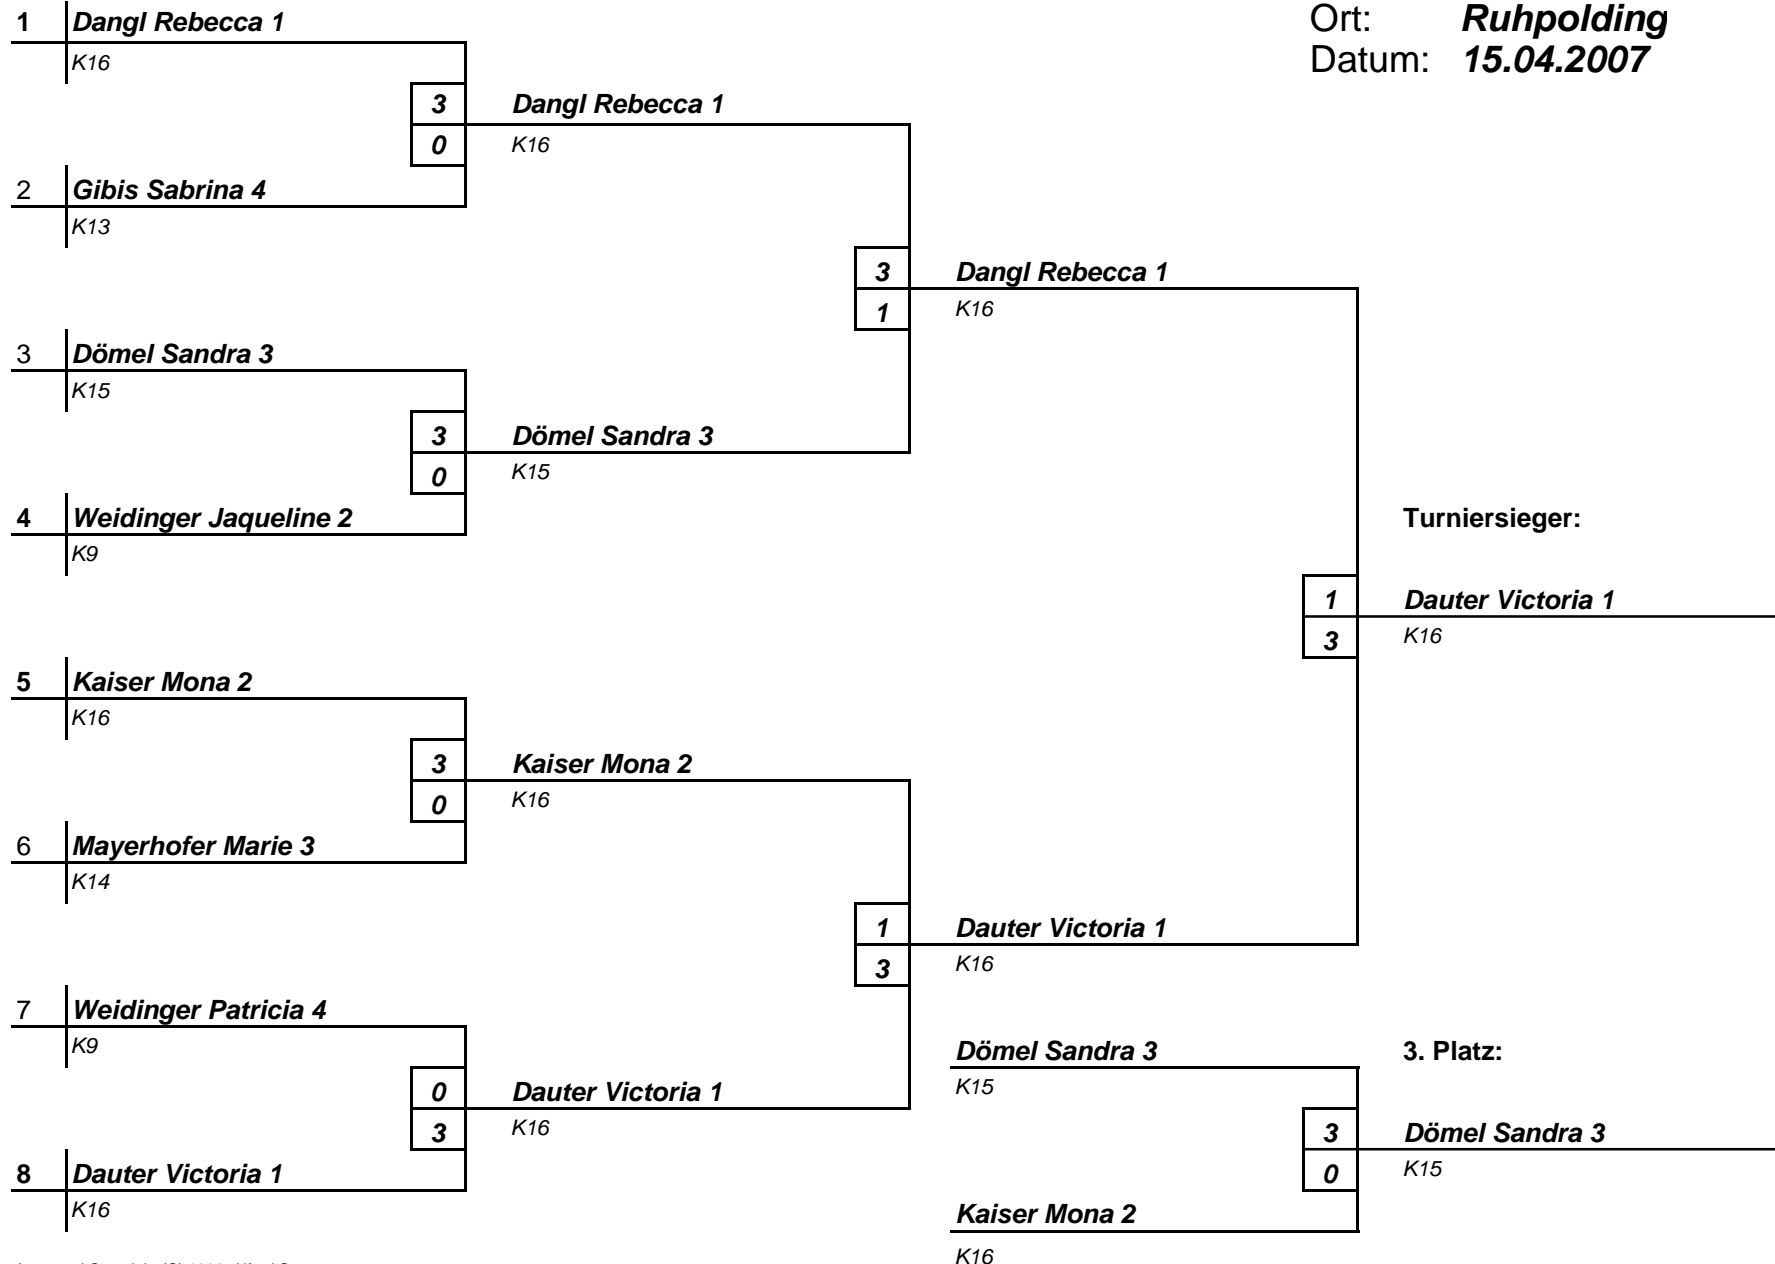 1 Dangl Rebecca 1
Ort: Ruhpolding
K16
Datum: 15.04.2007
3 Dangl Rebecca 1
0 K16
2 Gibis Sabrina 4
K13
3 Dangl Rebecca 1
1 K16
3 Dömel Sandra 3
K15
3 Dömel Sandra 3
0 K15
4 Weidinger Jaqueline 2
K9
Turniersieger:
1 Dauter Victoria 1
3 K16
5 Kaiser Mona 2
K16
3 Kaiser Mona 2
0 K16
6 Mayerhofer Marie 3
K14
1 Dauter Victoria 1
3 K16
7 Weidinger Patricia 4
K9
0 Dauter Victoria 1
3 K16
8 Dauter Victoria 1
K16
Dömel Sandra 3
K15
3. Platz:
3 Dömel Sandra 3
0 K15
Kaiser Mona 2
K16